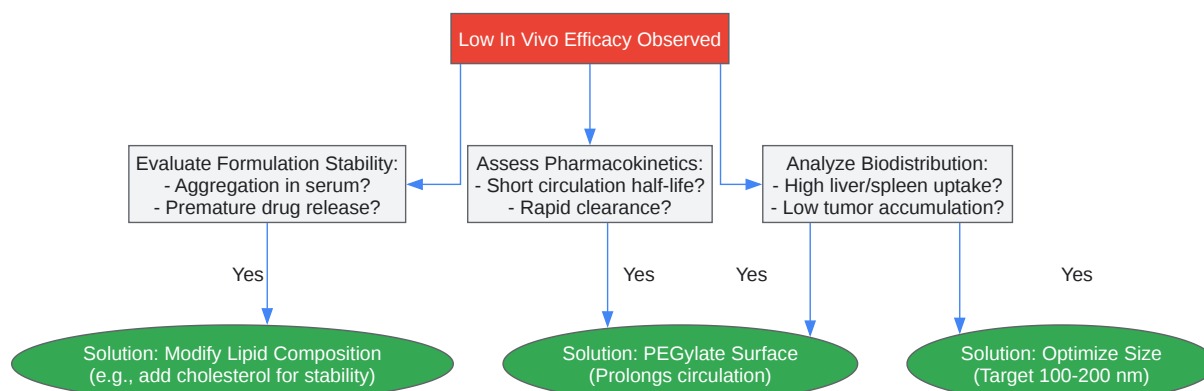 Low In Vivo Efficacy Observed
Evaluate Formulation Stability:
- Aggregation in serum?
- Premature drug release?
Assess Pharmacokinetics:
- Short circulation half-life?
- Rapid clearance?
Analyze Biodistribution:
- High liver/spleen uptake?
- Low tumor accumulation?
Yes
Yes
Yes
Yes
Solution: Modify Lipid Composition
(e.g., add cholesterol for stability)
Solution: PEGylate Surface
(Prolongs circulation)
Solution: Optimize Size
(Target 100-200 nm)